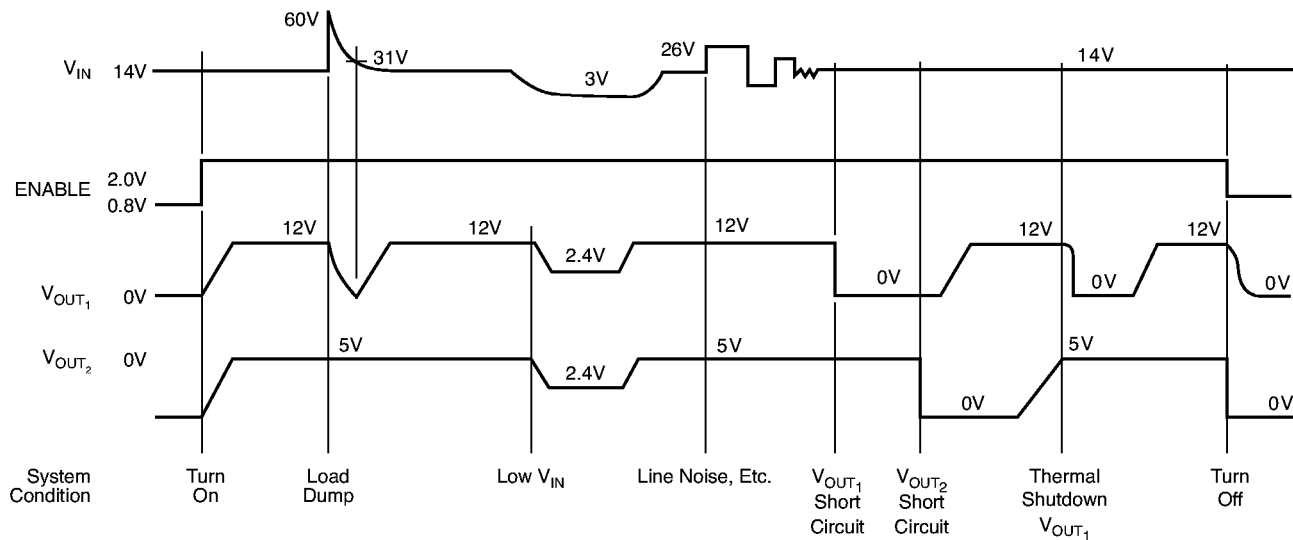 60V
31V
26V
V_IN 14V
3V
14V
ENABLE 2.0V
0.8V
12V 12V 12V 12V 12V
2.4V
V_OUT1 0V
0V 0V 0V
V_OUT2 0V
5V 5V 5V
2.4V
0V 0V
System Condition
Turn On
Load Dump
Low V_IN
Line Noise, Etc.
V_OUT1 Short Circuit
V_OUT2 Short Circuit
Thermal Shutdown V_OUT1
Turn Off